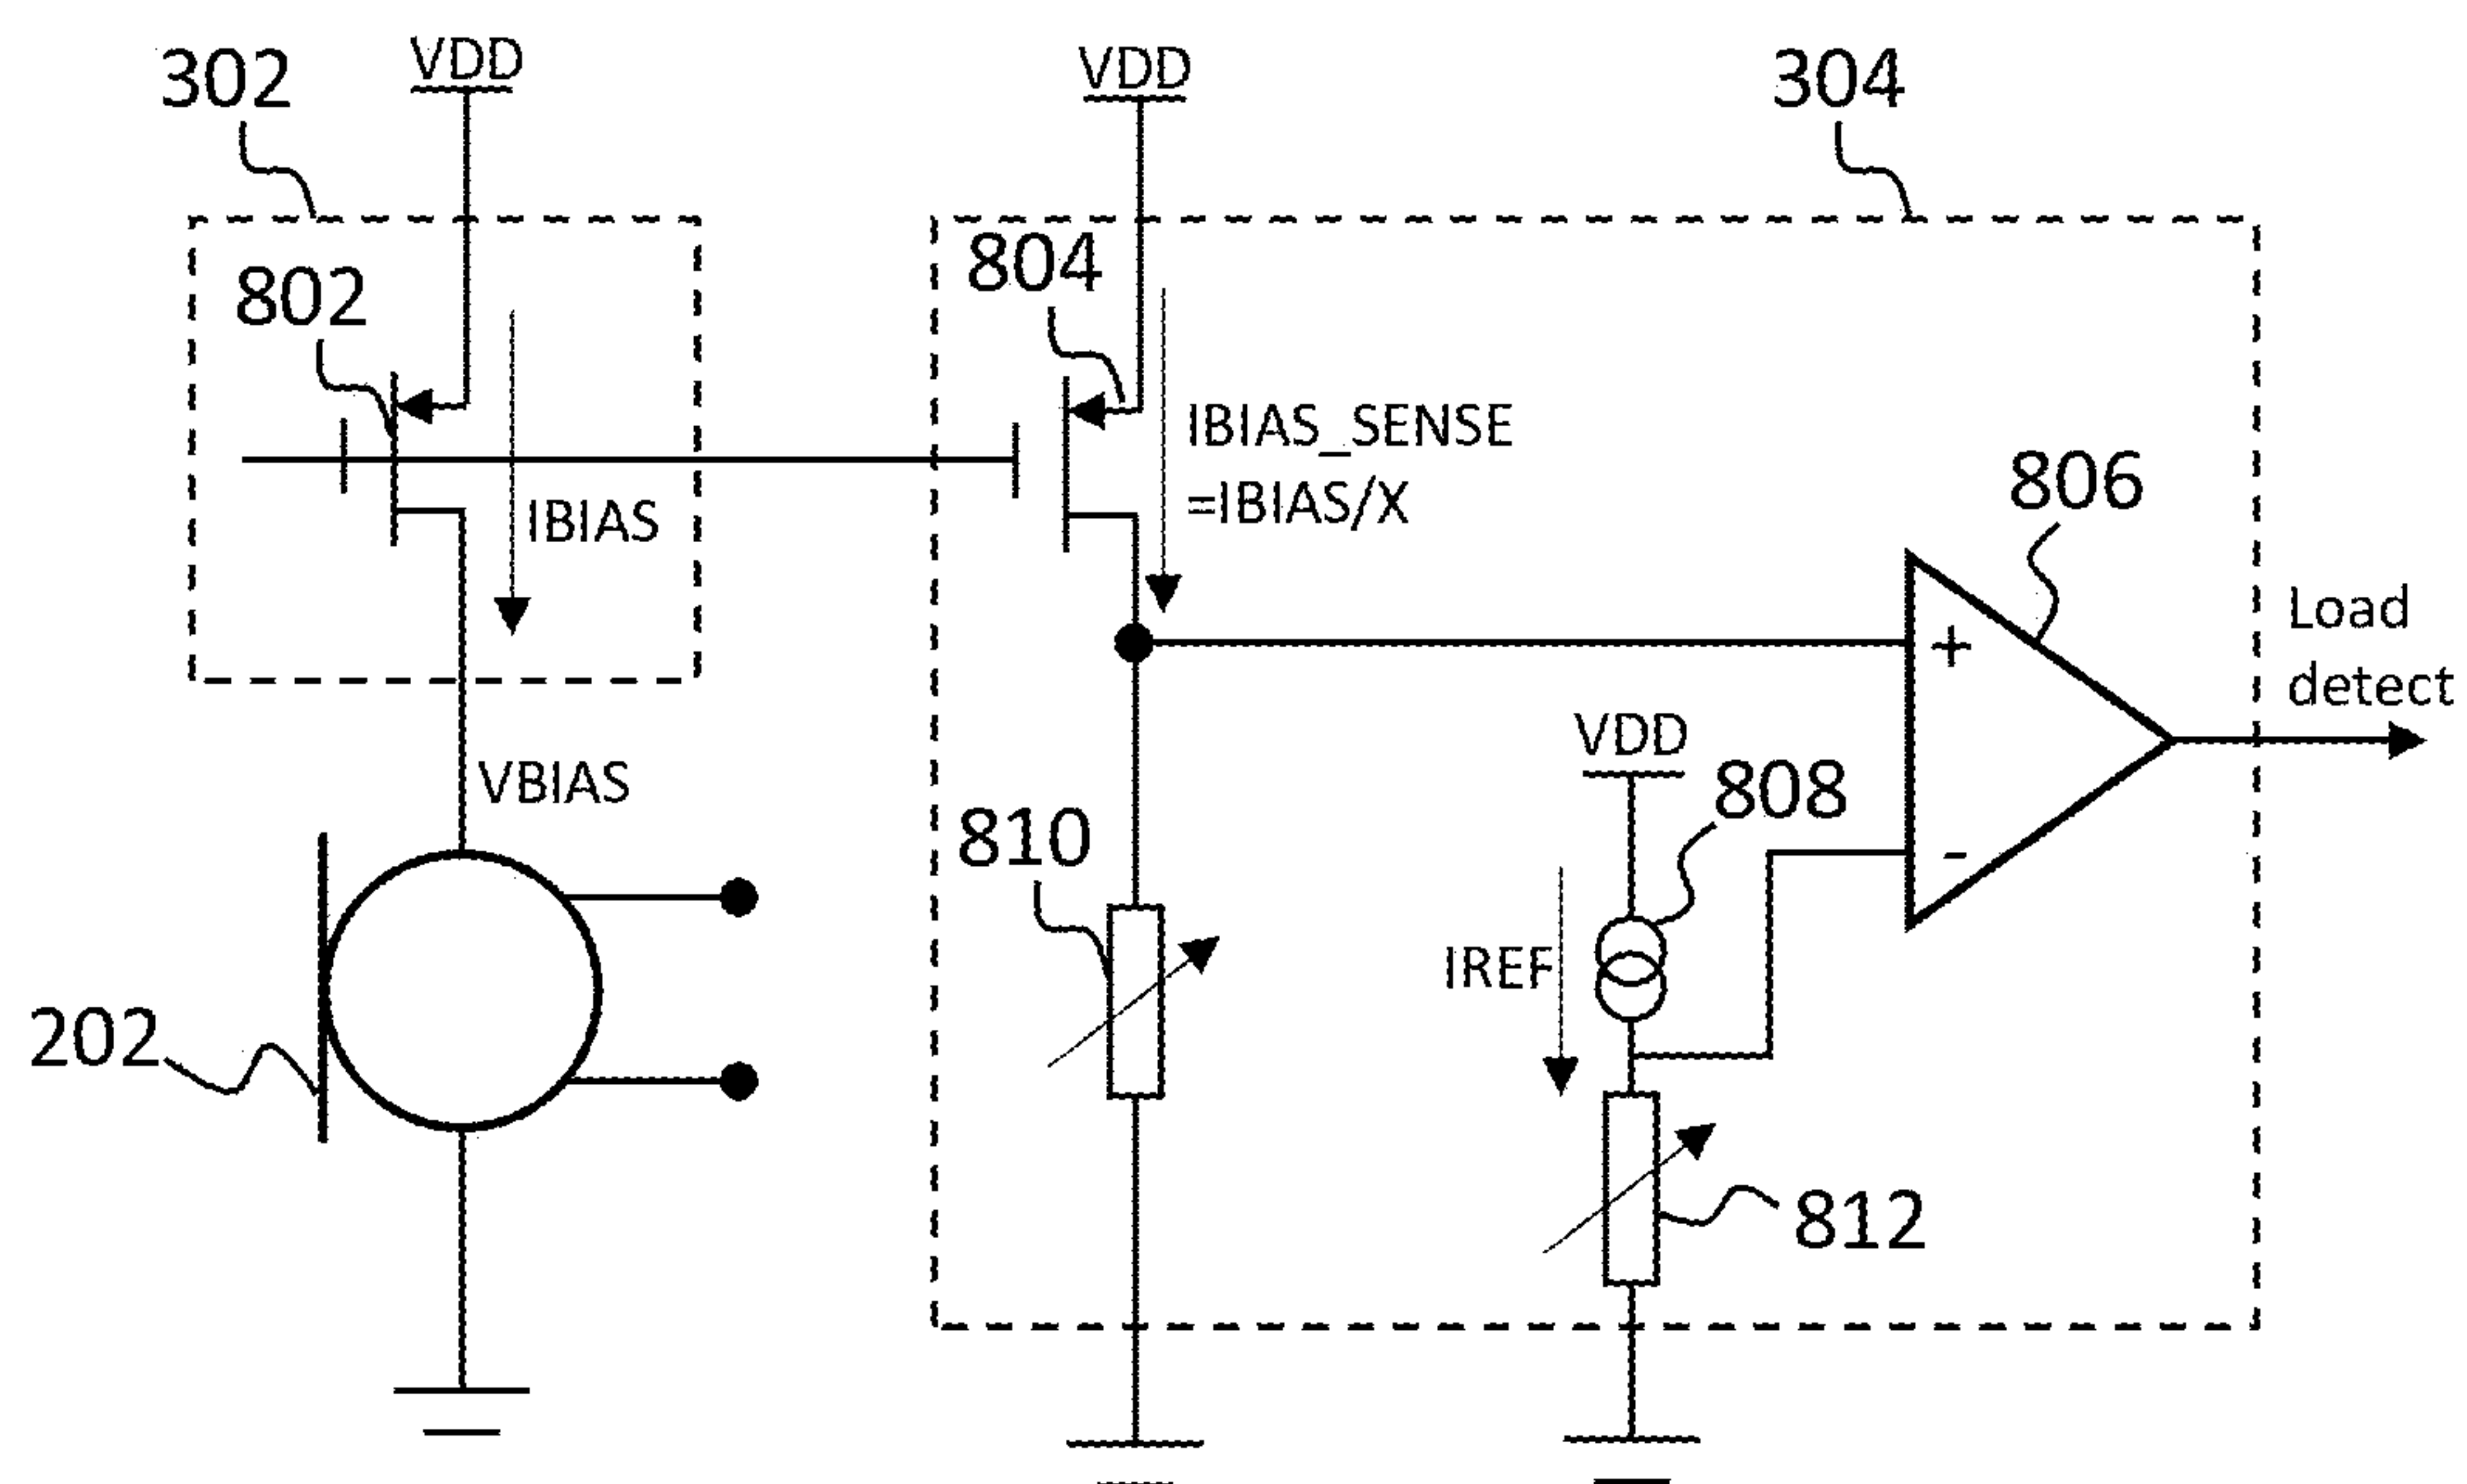 302
VDD
VDD
304
802
804
IBIAS_SENSE
=IBIAS/X
806
IBIAS
Load
detect
+
VBIAS
VDD
808
810
-
IREF
202
812